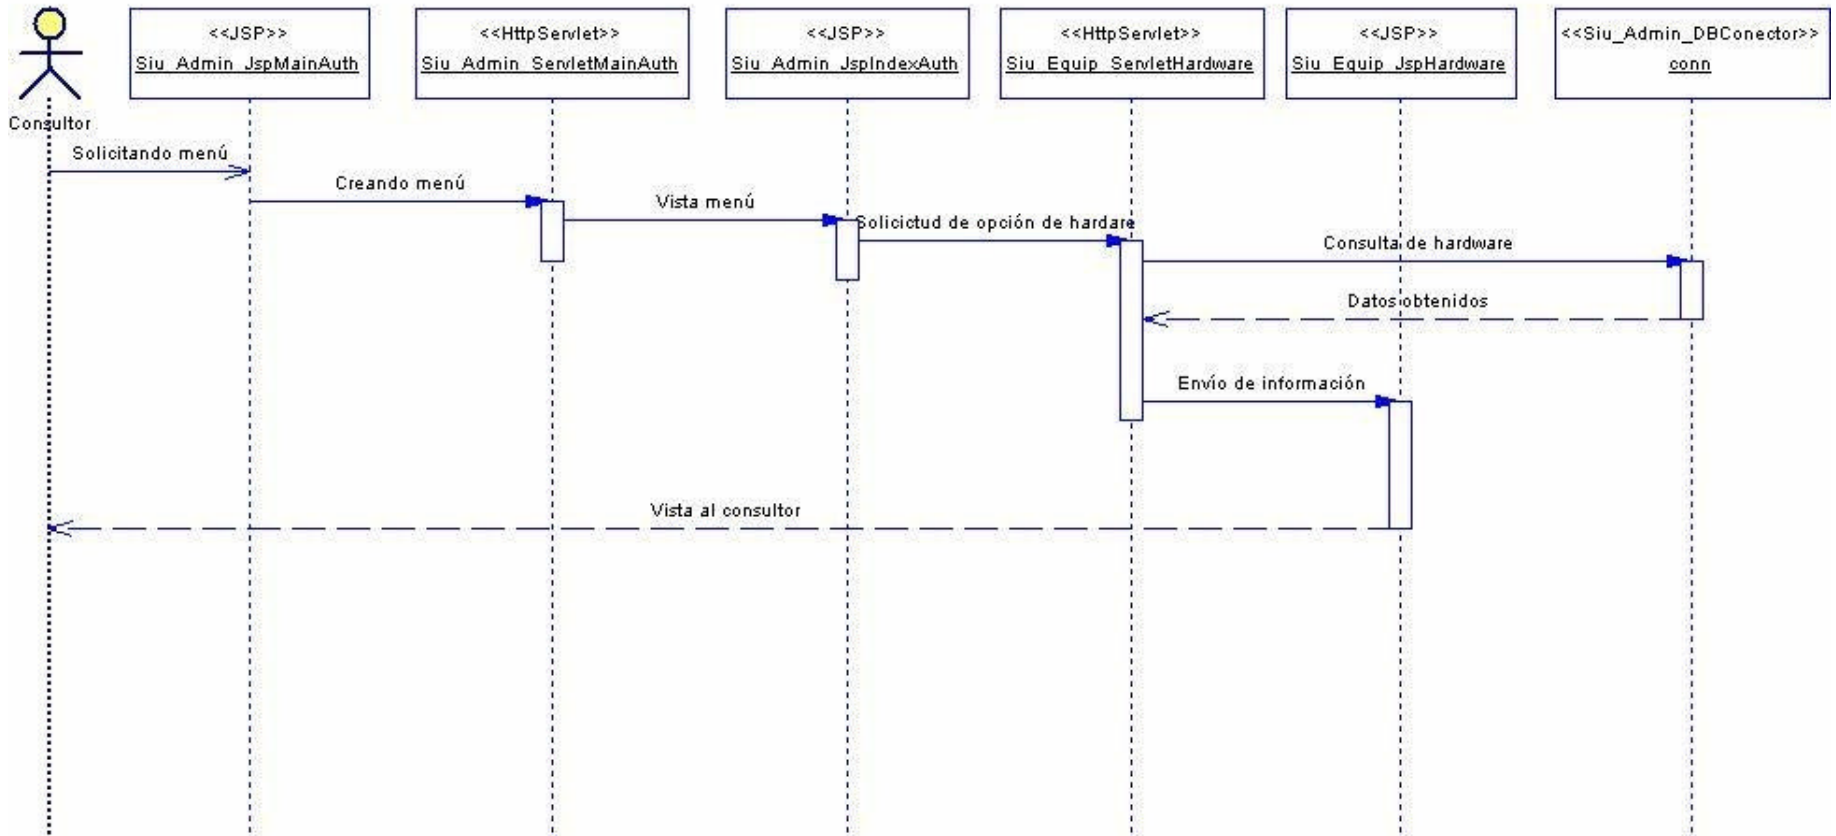 <<JSP>>
Siu_Admin_JspMainAuth
<<HttpServlet>>
Siu_Admin_ServletMainAuth
<<JSP>>
Siu_Admin_JspIndexAuth
<<HttpServlet>>
Siu_Equip_ServletHardware
<<JSP>>
Siu_Equip_JspHardware
<<Siu_Admin_DBConector>>
conn
Consultor
Solicitando menú
Creando menú
Vista menú
Solicictud de opción de hardare
Consulta de hardware
Datos obtenidos
Envío de información
Vista al consultor